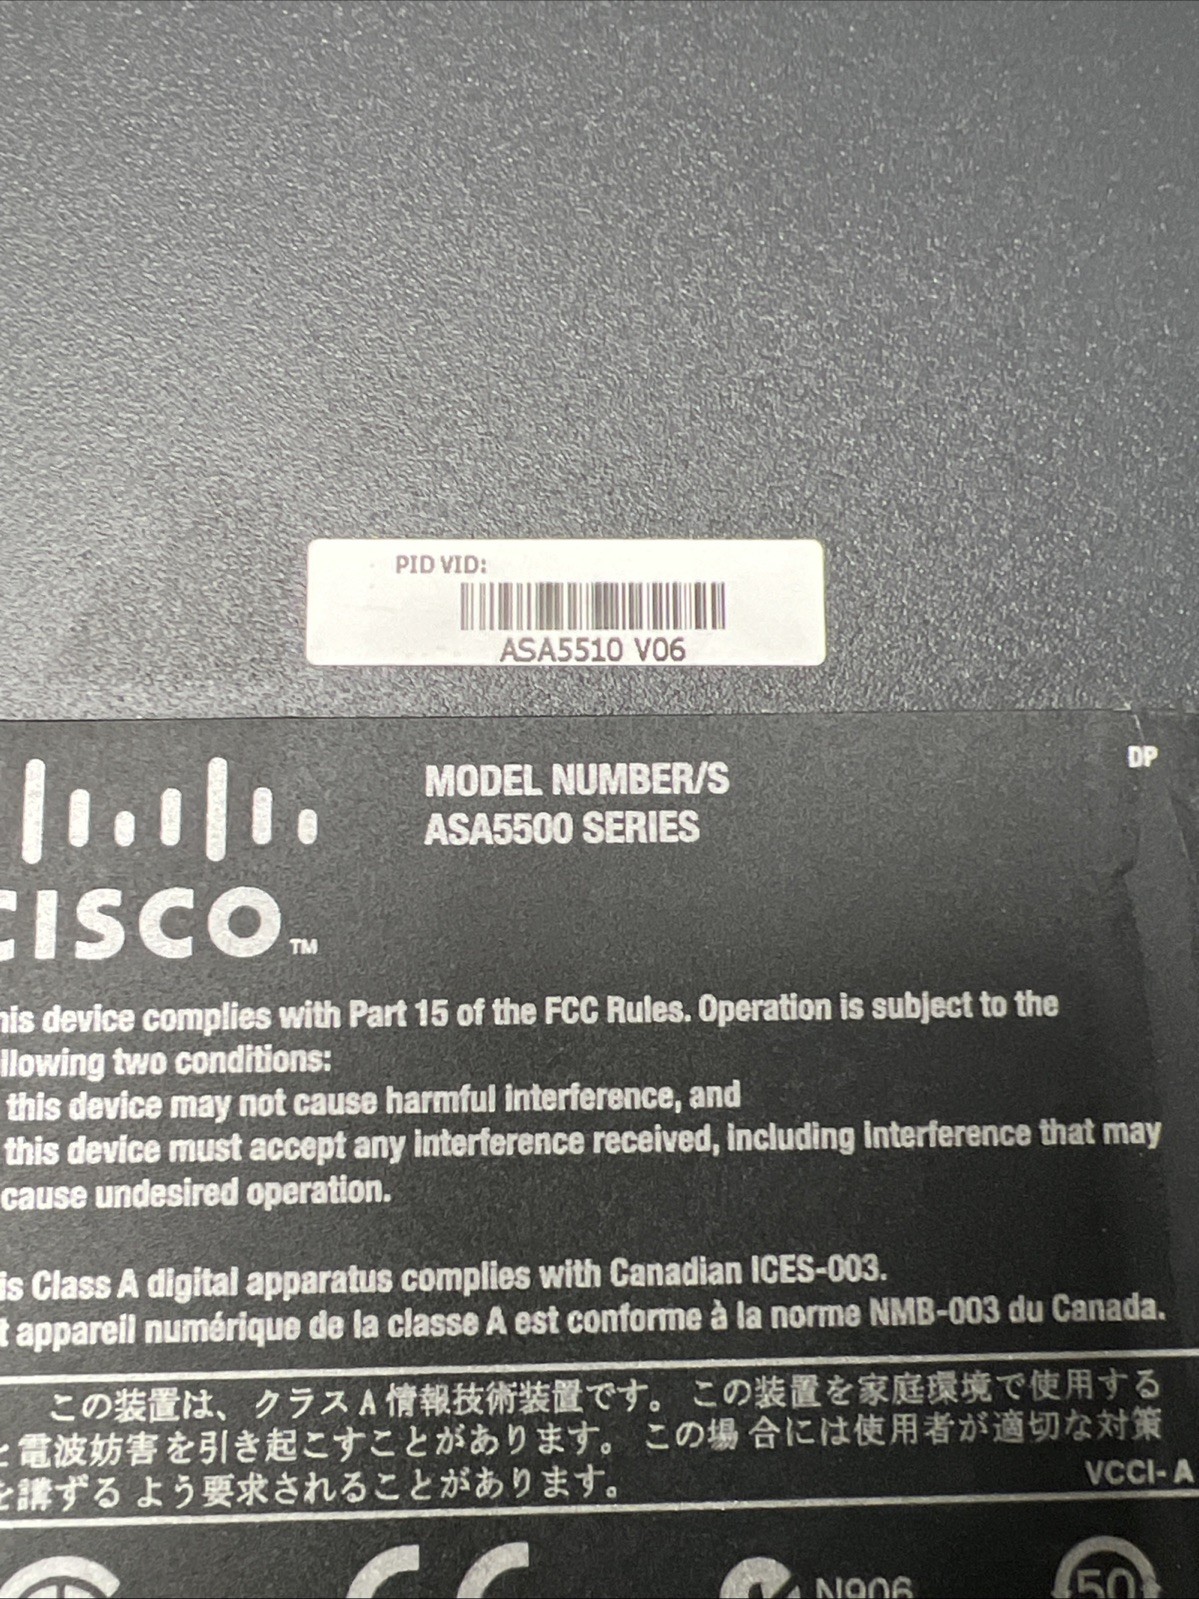 PID VID:
ASA5510 V06
DP
MODEL NUMBER/S
ASA5500 SERIES
CISCO™
his device complies with Part 15 of the FCC Rules. Operation is subject to the
llowing two conditions:
this device may not cause harmful interference, and
this device must accept any interference received, including interference that may
cause undesired operation.
is Class A digital apparatus complies with Canadian ICES-003.
t appareil numérique de la classe A est conforme à la norme NMB-003 du Canada.
この装置は、クラスA情報技術装置です。 この装置を家庭環境で使用する
と電波妨害を引き起こすことがあります。 この場 合には使用者が適切な対策
を講ずる よう要求されることがあります。
VCCI- A
CE
N906
50